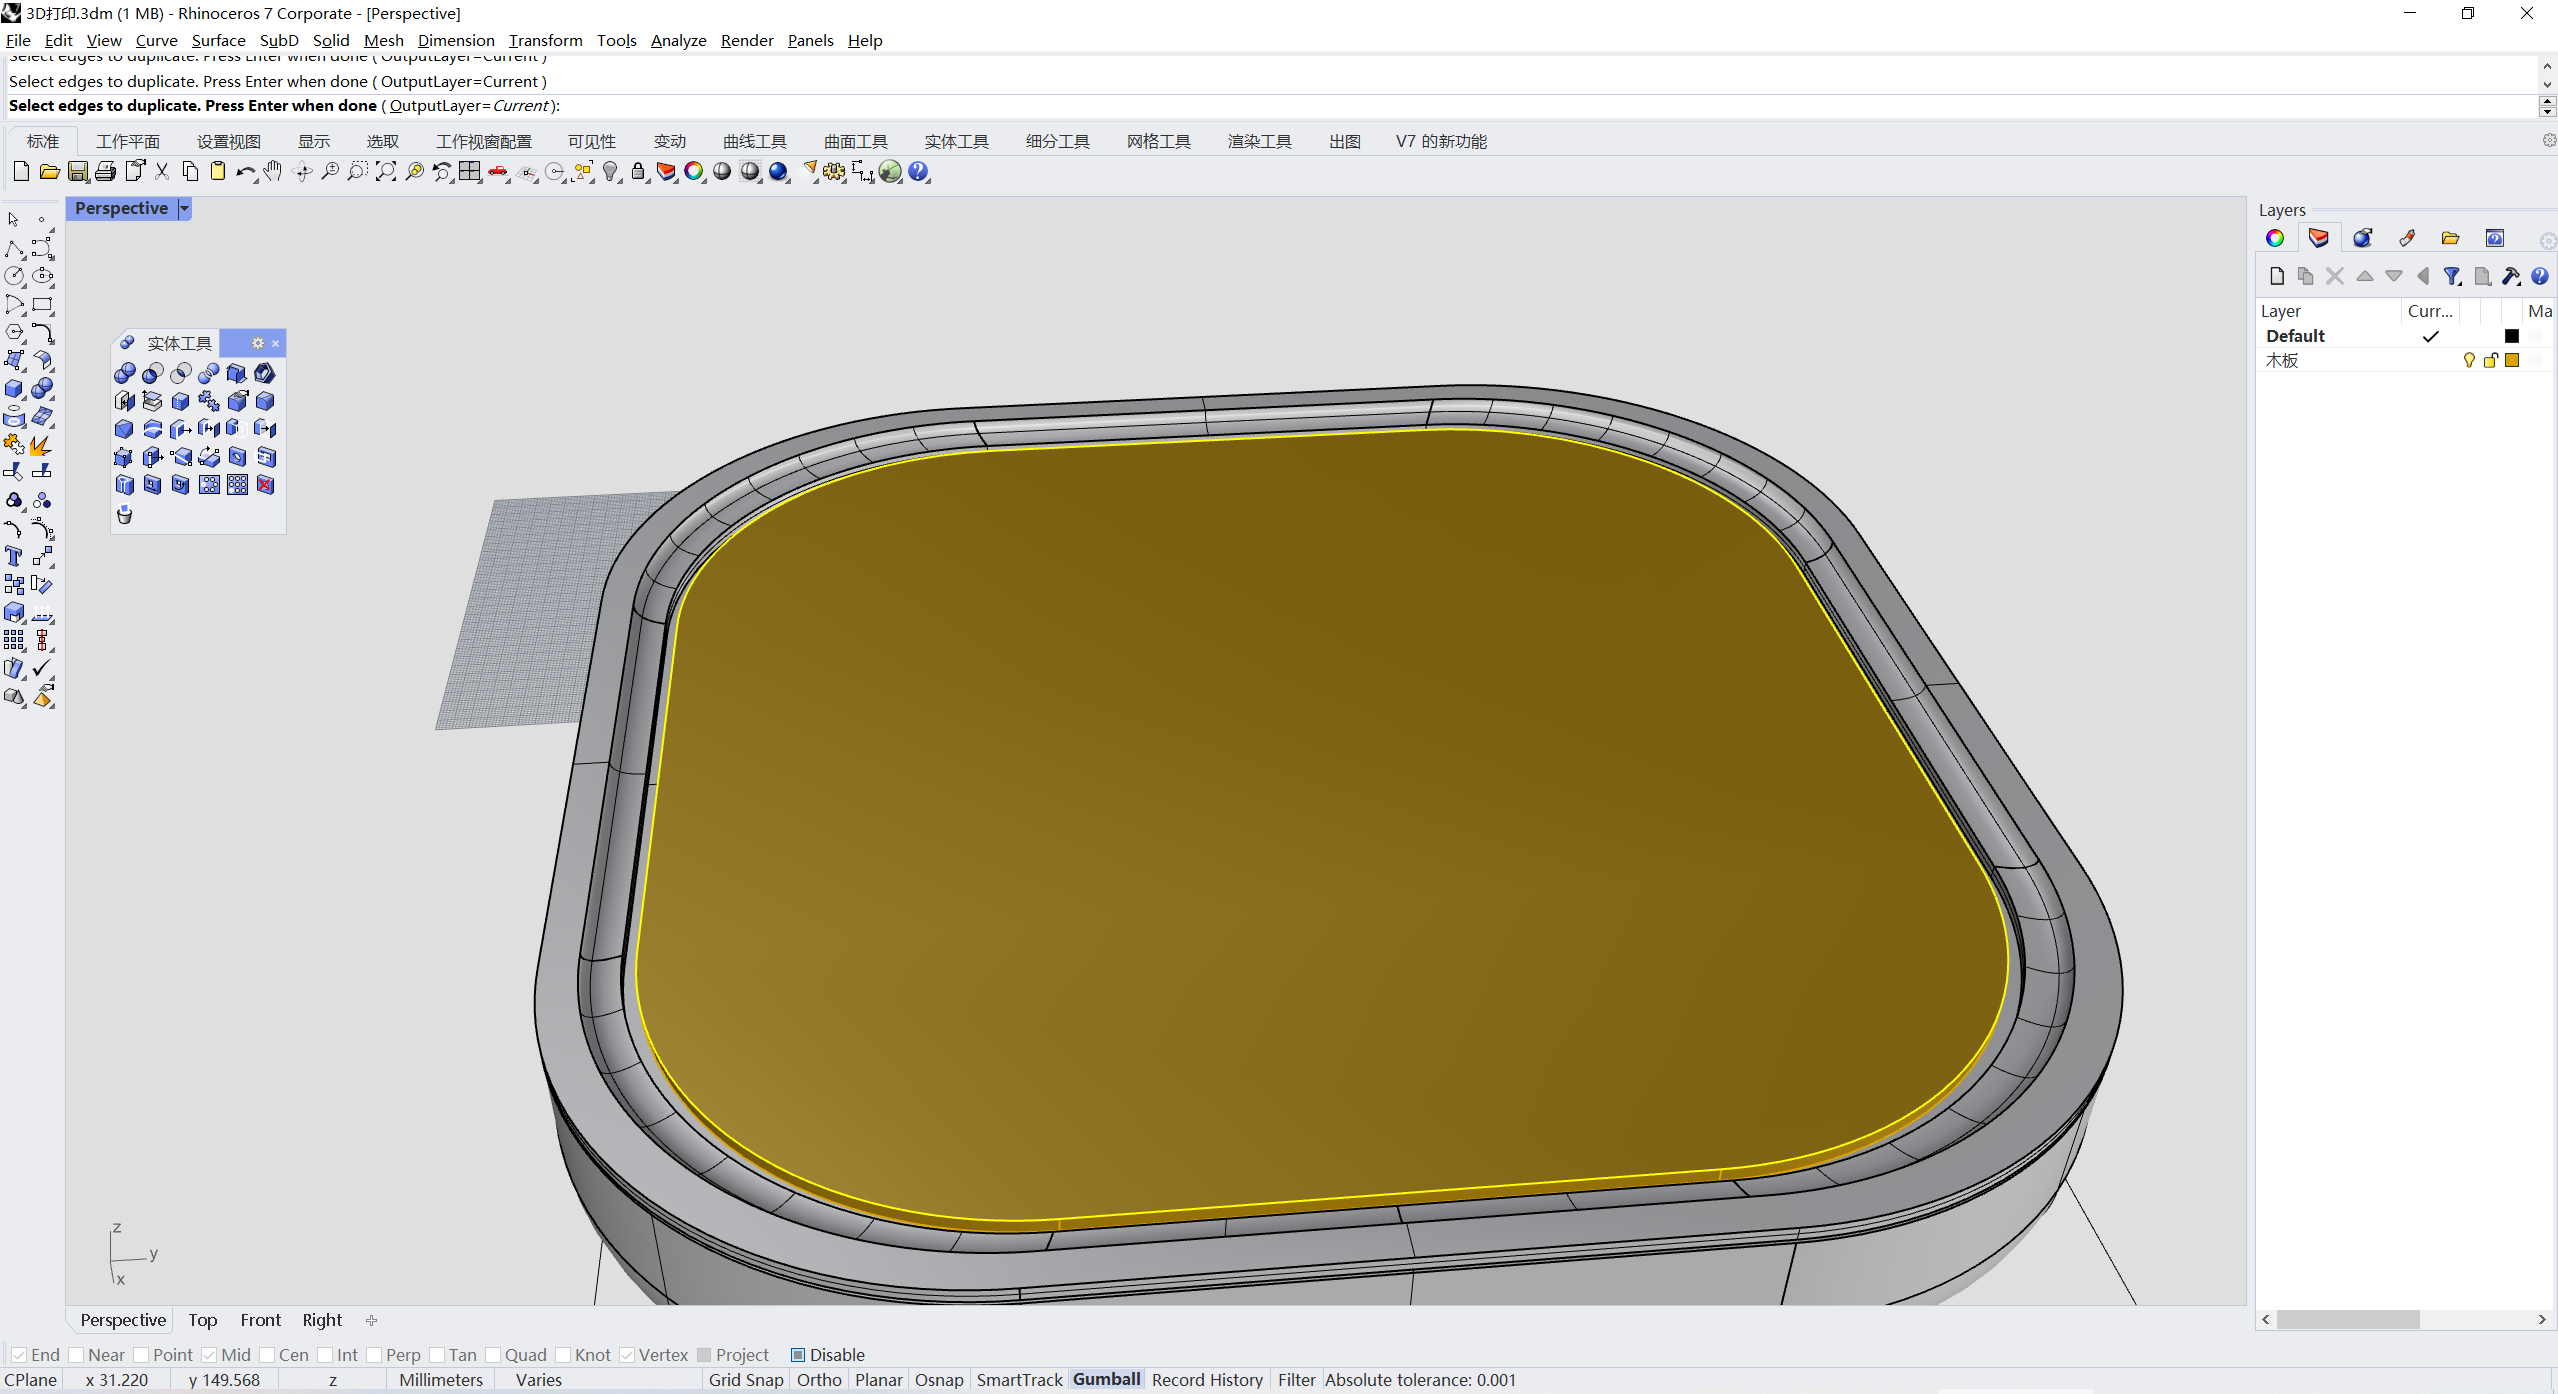 3D打印.3dm (1 MB) - Rhinoceros 7 Corporate - [Perspective]
File Edit View Curve Surface SubD Solid Mesh Dimension Transform Tools Analyze Render Panels Help
Select edges to duplicate. Press Enter when done ( OutputLayer=Current )
Select edges to duplicate. Press Enter when done ( OutputLayer=Current )
Select edges to duplicate. Press Enter when done ( OutputLayer=Current ):
标准 工作平面 设置视图 显示 选取 工作视窗配置 可见性 变动 曲线工具 曲面工具 实体工具 细分工具 网格工具 渲染工具 出图 V7 的新功能
Perspective
Layers
实体工具
Layer Curr... Ma
Default
木板
z
y
x
Perspective Top Front Right
End Near Point Mid Cen Int Perp Tan Quad Knot Vertex Project Disable
CPlane x 31.220 y 149.568 z Millimeters Varies Grid Snap Ortho Planar Osnap SmartTrack Gumball Record History Filter Absolute tolerance: 0.001